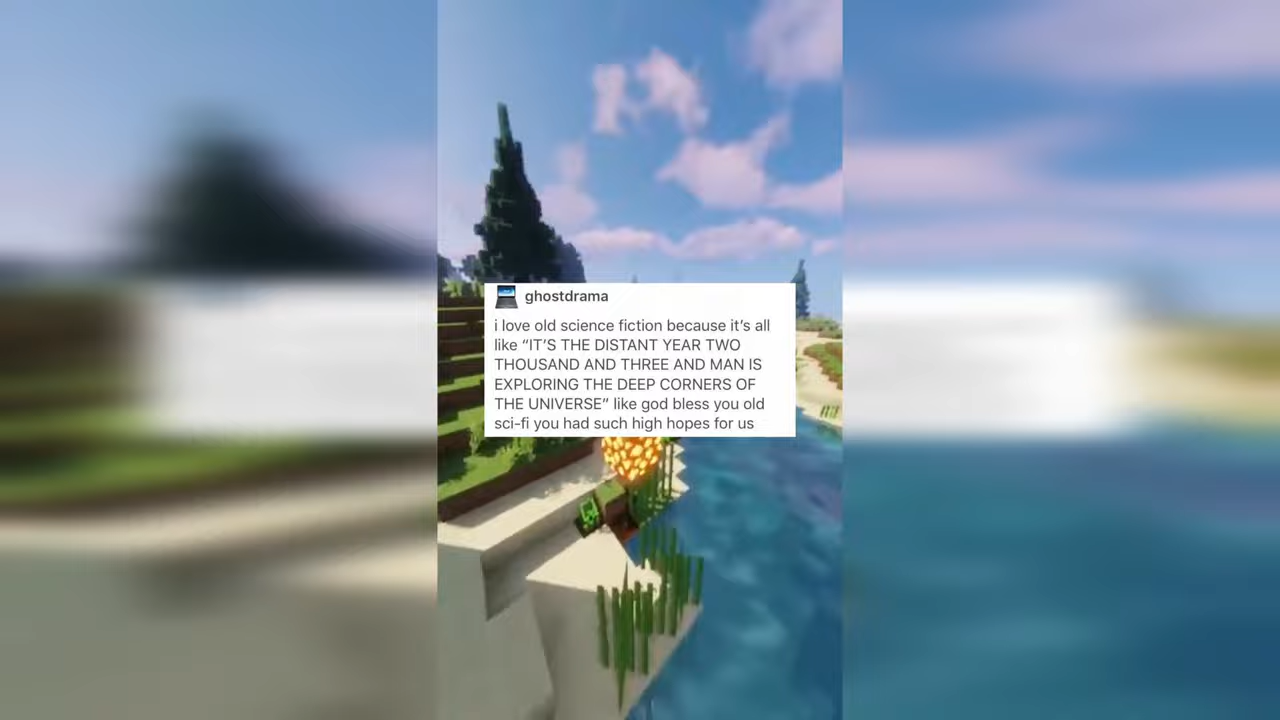 ghostdrama
i love old science fiction because it’s all
like “IT’S THE DISTANT YEAR TWO
THOUSAND AND THREE AND MAN IS
EXPLORING THE DEEP CORNERS OF
THE UNIVERSE” like god bless you old
sci-fi you had such high hopes for us